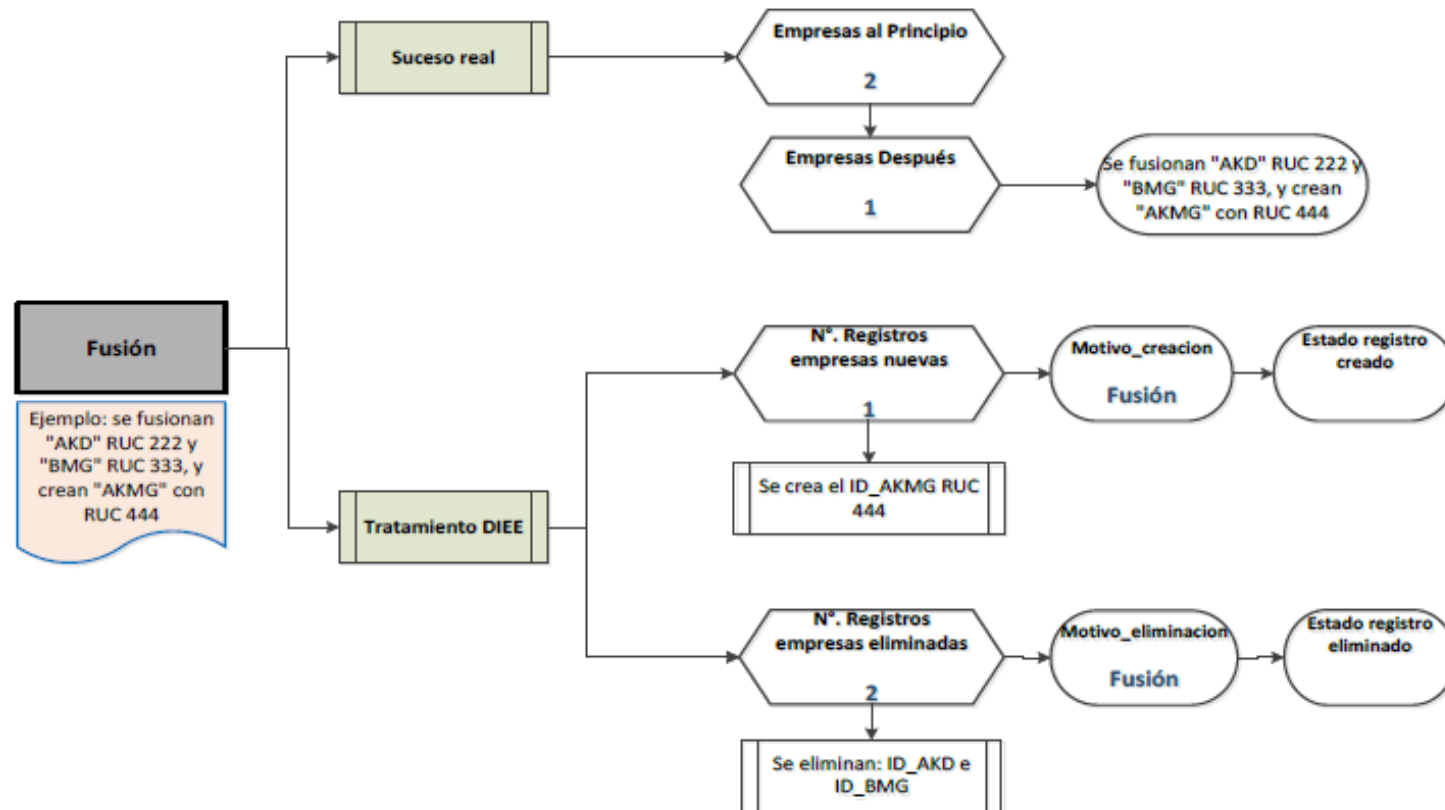 Suceso real
Empresas al Principio
2
Empresas Después
1
Se fusionan "AKD" RUC 222 y
"BMG" RUC 333, y crean
"AKMG" con RUC 444
Fusión
Ejemplo: se fusionan
"AKD" RUC 222 y
"BMG" RUC 333, y
crean "AKMG" con
RUC 444
Tratamiento DIEE
N°. Registros
empresas nuevas
1
Motivo_creacion
Fusión
Estado registro
creado
Se crea el ID_AKMG RUC
444
N°. Registros
empresas eliminadas
2
Motivo_eliminacion
Fusión
Estado registro
eliminado
Se eliminan: ID_AKD e
ID_BMG